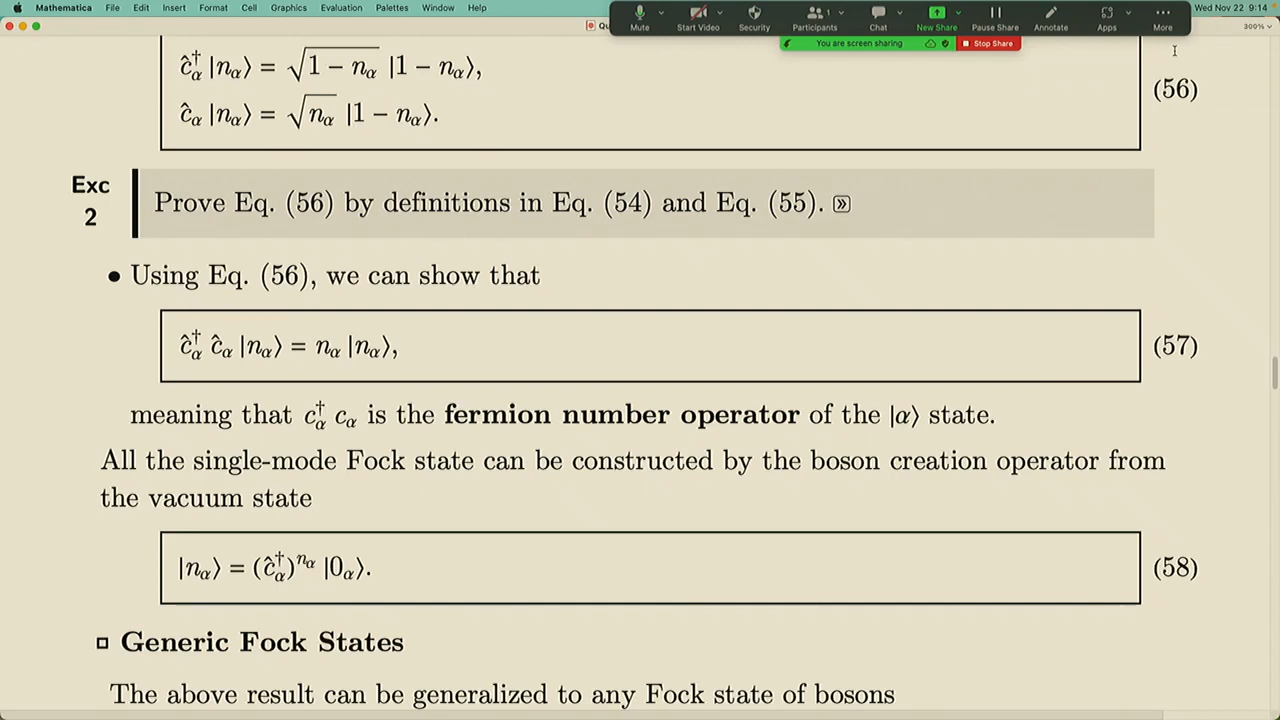 Mathematica File Edit Insert Format Cell Graphics Evaluation Palettes Window Help
Wed Nov 22 9:14
Mute Start Video Security Participants 1 Chat New Share Pause Share Annotate Apps More
You are screen sharing Stop Share
300%
ĉ†α |nα⟩ = √(1 − nα) |1 − nα⟩,
ĉα |nα⟩ = √nα |1 − nα⟩.
(56)
Exc
2
Prove Eq. (56) by definitions in Eq. (54) and Eq. (55).
• Using Eq. (56), we can show that
ĉ†α ĉα |nα⟩ = nα |nα⟩,
(57)
meaning that c†α cα is the fermion number operator of the |α⟩ state.
All the single-mode Fock state can be constructed by the boson creation operator from
the vacuum state
|nα⟩ = (ĉ†α)^nα |0α⟩.
(58)
Generic Fock States
The above result can be generalized to any Fock state of bosons